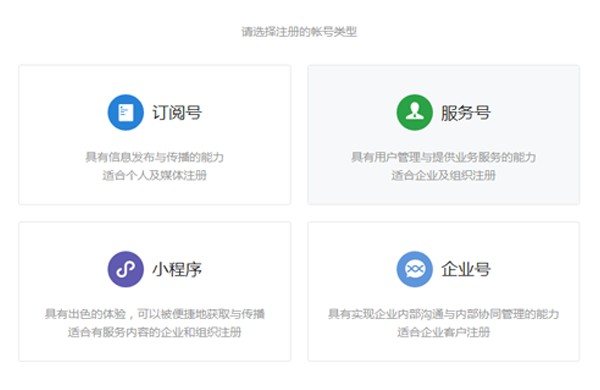 请选择注册的帐号类型
订阅号
具有信息发布与传播的能力
适合个人及媒体注册
服务号
具有用户管理与提供业务服务的能力
适合企业及组织注册
小程序
具有出色的体验，可以被便捷地获取与传播
适合有服务内容的企业和组织注册
企业号
具有实现企业内部沟通与内部协同管理的能力
适合企业客户注册